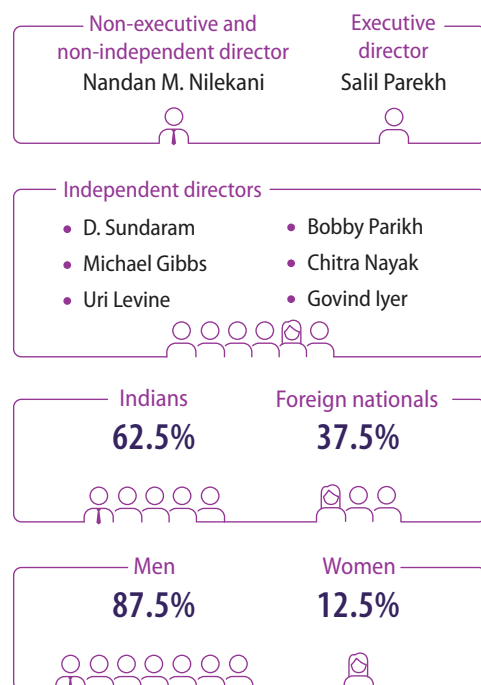 Non-executive and
non-independent director
Nandan M. Nilekani
Executive
director
Salil Parekh
Independent directors
• D. Sundaram
• Michael Gibbs
• Uri Levine
• Bobby Parikh
• Chitra Nayak
• Govind Iyer
Indians
62.5%
Foreign nationals
37.5%
Men
87.5%
Women
12.5%